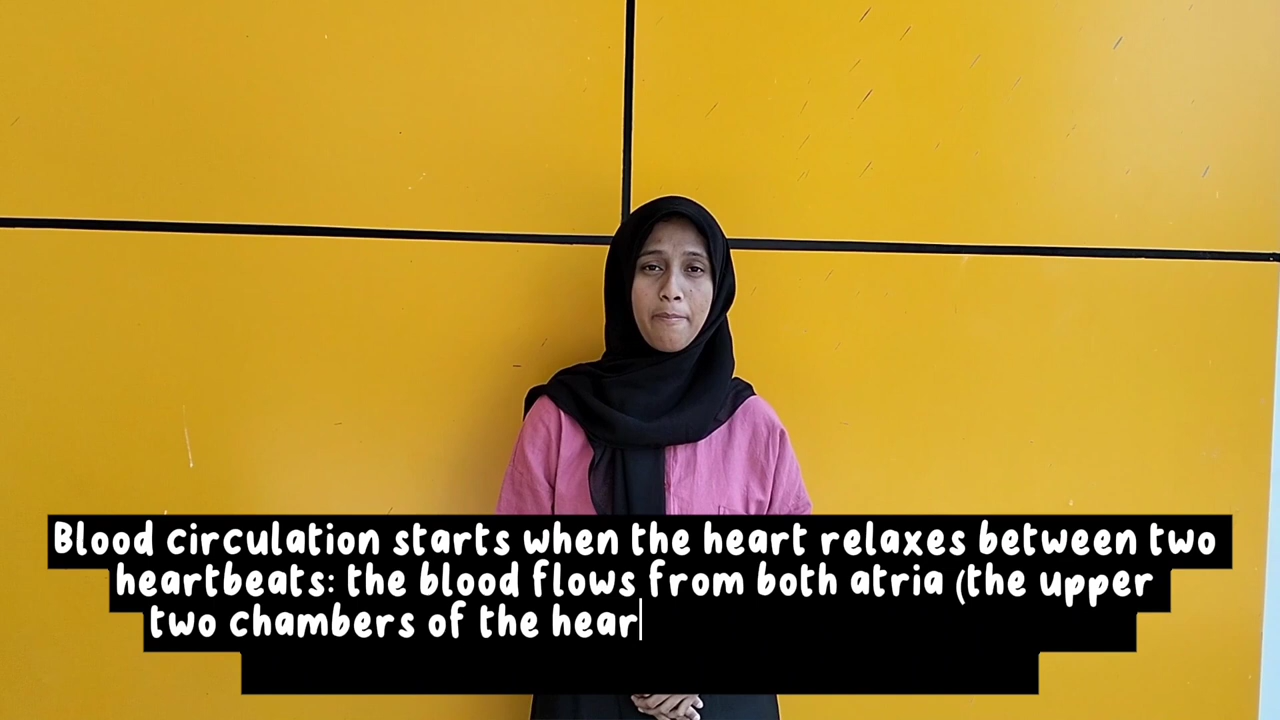 Blood circulation starts when the heart relaxes between two
heartbeats: the blood flows from both atria (the upper
two chambers of the hear